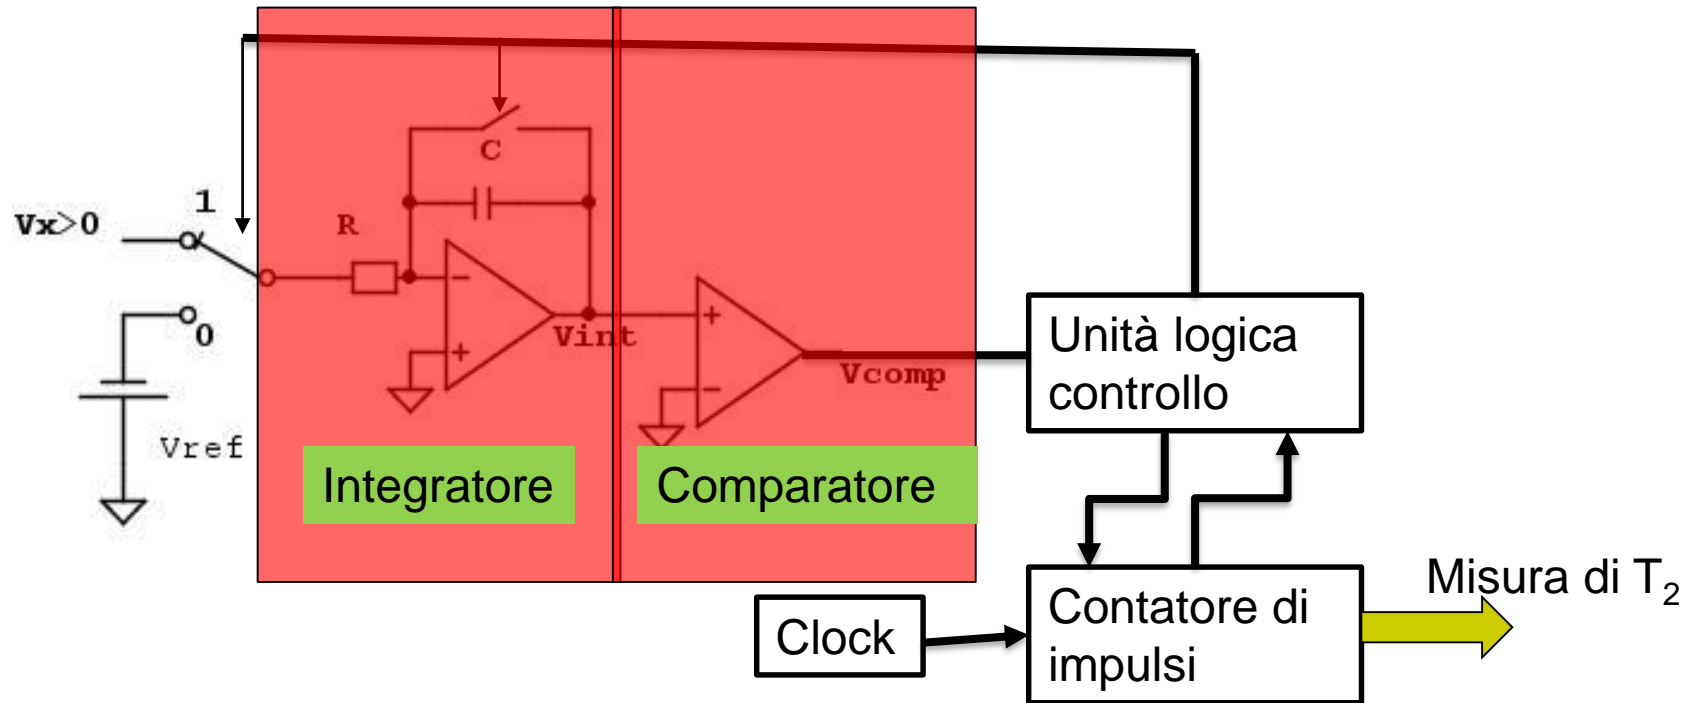 C
1
Vx>0
R
−
+
0
Vint
+
−
Vcomp
Vref
Integratore
Comparatore
Unità logica
controllo
Clock
Contatore di
impulsi
Misura di T₂